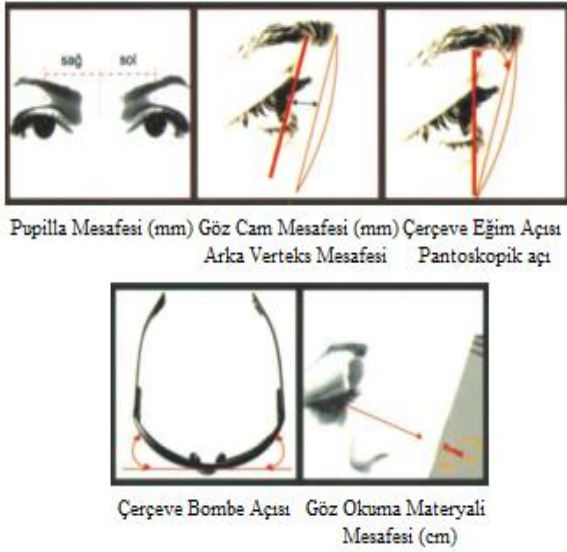 sağ sol
Pupilla Mesafesi (mm) Göz Cam Mesafesi (mm) Çerçeve Eğim Açısı
Arka Verteks Mesafesi Pantoskopik açı
Çerçeve Bombe Açısı Göz Okuma Materyali
Mesafesi (cm)